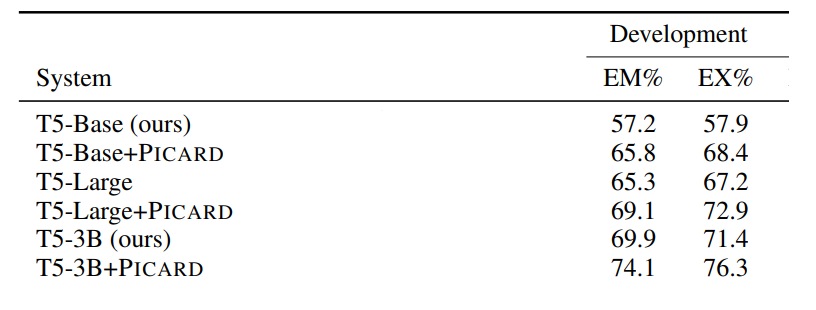 Development
System EM% EX%
T5-Base (ours) 57.2 57.9
T5-Base+PICARD 65.8 68.4
T5-Large 65.3 67.2
T5-Large+PICARD 69.1 72.9
T5-3B (ours) 69.9 71.4
T5-3B+PICARD 74.1 76.3